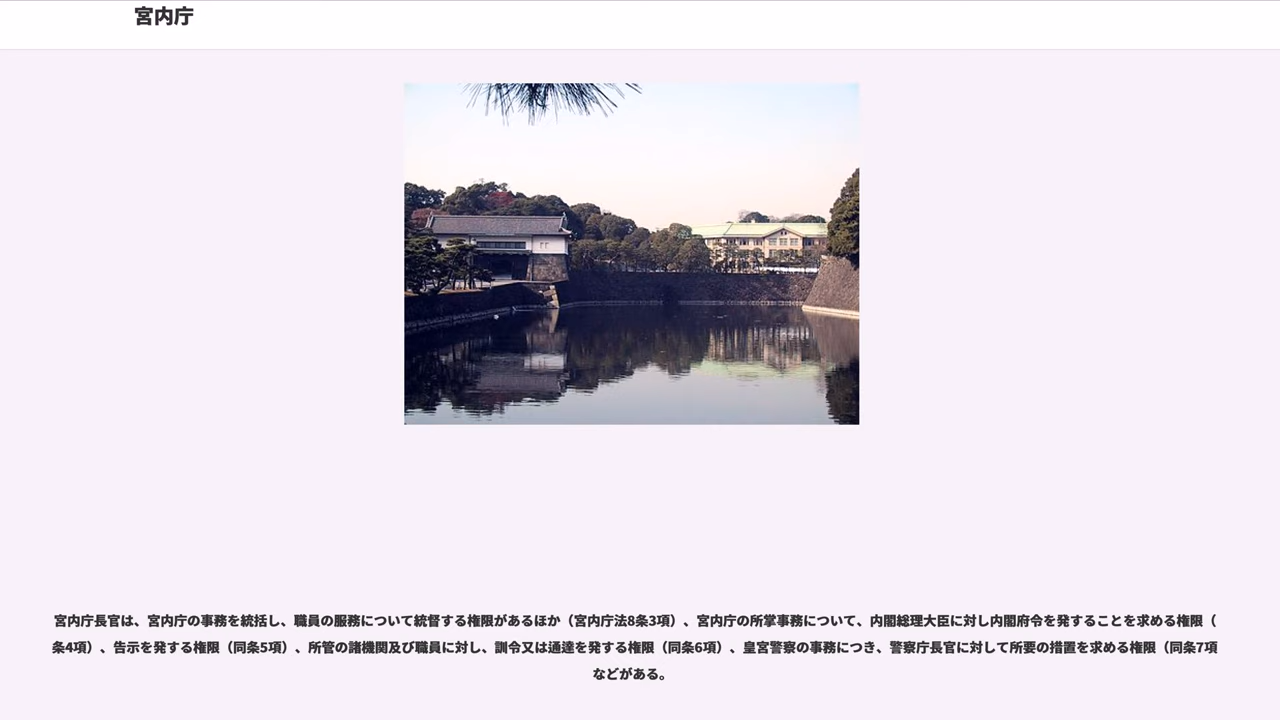 宮内庁
宮内庁長官は、宮内庁の事務を統括し、職員の服務について統督する権限があるほか（宮内庁法8条3項）、宮内庁の所掌事務について、内閣総理大臣に対し内閣府令を発することを求める権限（
条4項）、告示を発する権限（同条5項）、所管の諸機関及び職員に対し、訓令又は通達を発する権限（同条6項）、皇宮警察の事務につき、警察庁長官に対して所要の措置を求める権限（同条7項
などがある。